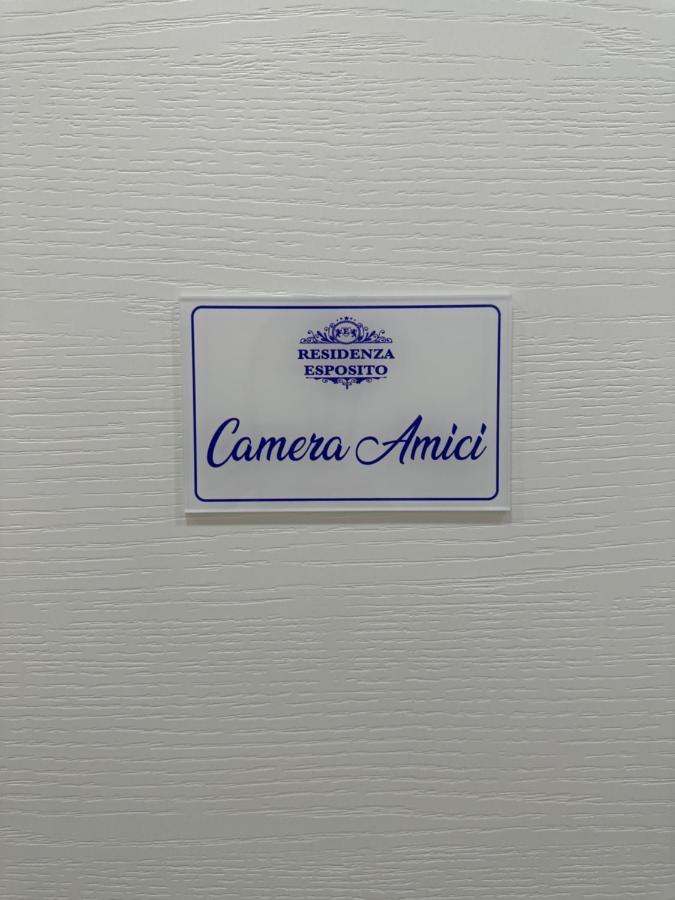 E
RESIDENZA
ESPOSITO
Camera Amici